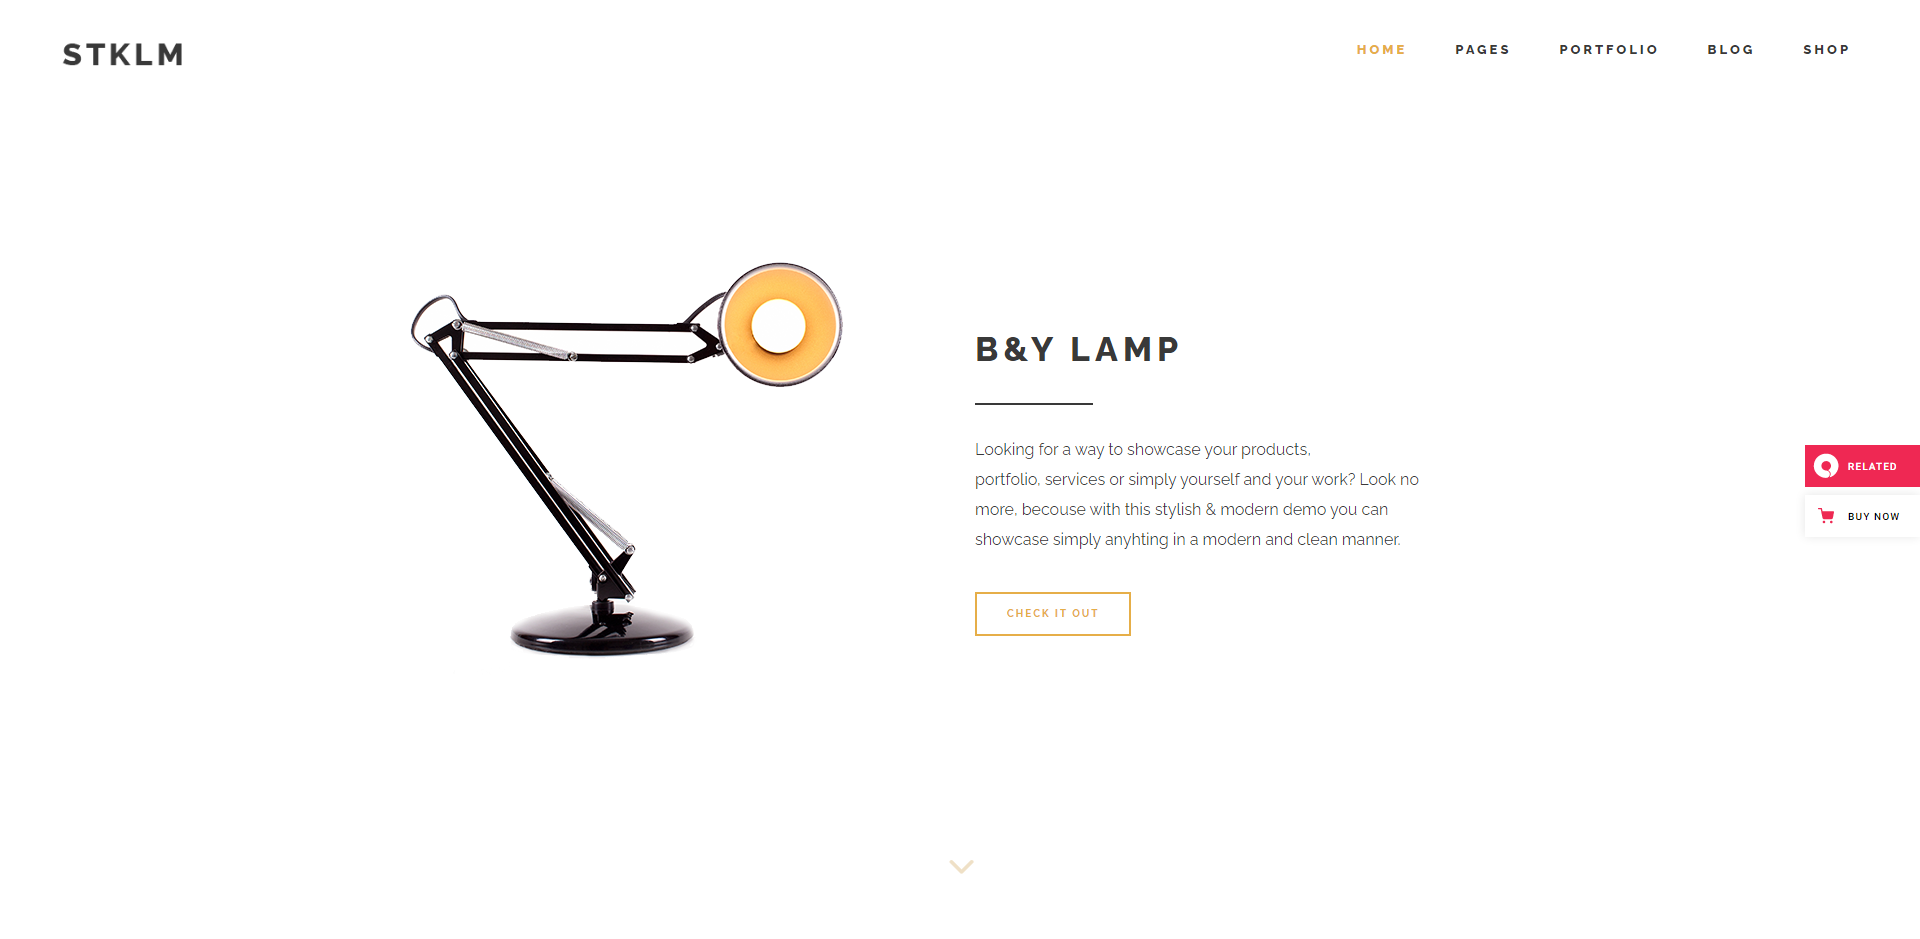 STKLM
HOME PAGES PORTFOLIO BLOG SHOP
B&Y LAMP
Looking for a way to showcase your products,
portfolio, services or simply yourself and your work? Look no
more, becouse with this stylish & modern demo you can
showcase simply anyhting in a modern and clean manner.
CHECK IT OUT
RELATED
BUY NOW